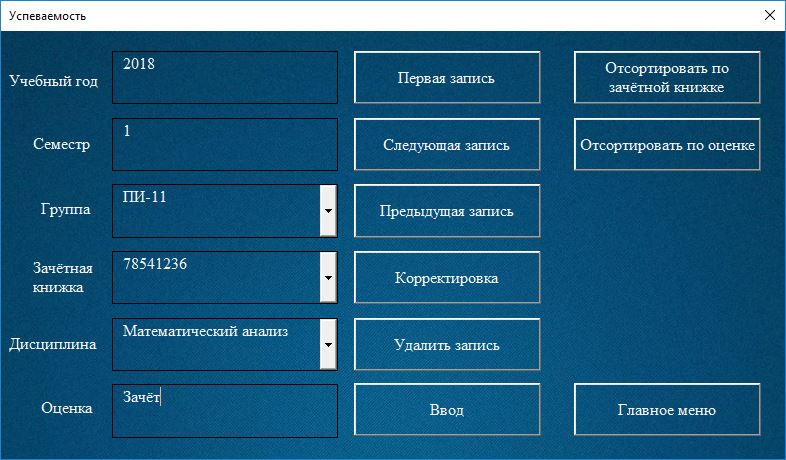 Успеваемость
Учебный год
2018
Первая запись
Отсортировать по
зачётной книжке
Семестр
1
Следующая запись
Отсортировать по оценке
Группа
ПИ-11
Предыдущая запись
Зачётная
книжка
78541236
Корректировка
Дисциплина
Математический анализ
Удалить запись
Оценка
Зачёт
Ввод
Главное меню